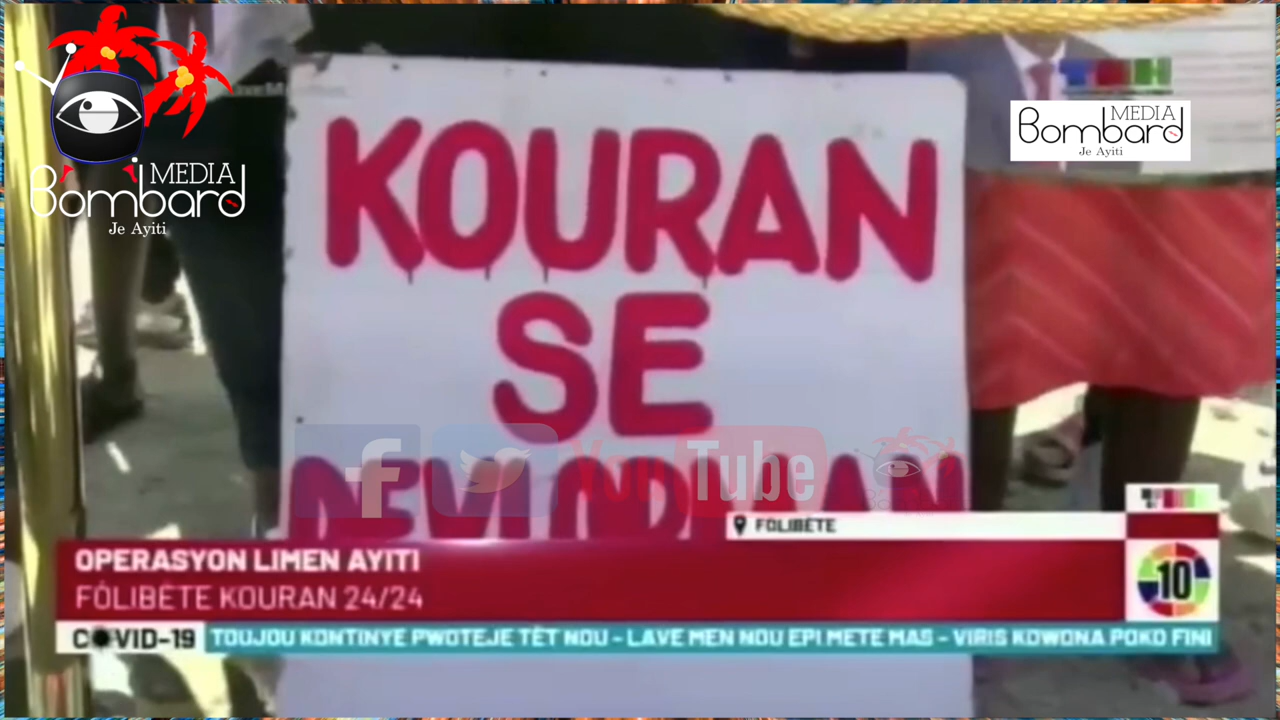 MEDIA
Bombard
Je Ayiti
MEDIA
Bombard
Je Ayiti
KOURAN
SE
YouTube
FÒLIBÈTE
OPERASYON LIMEN AYITI
FÒLIBÈTE KOURAN 24/24
10
COVID-19
TOUJOU KONTINYE PWOTEJE TÈT NOU - LAVE MEN NOU EPI METE MAS - VIRIS KOWONA POKO FINI